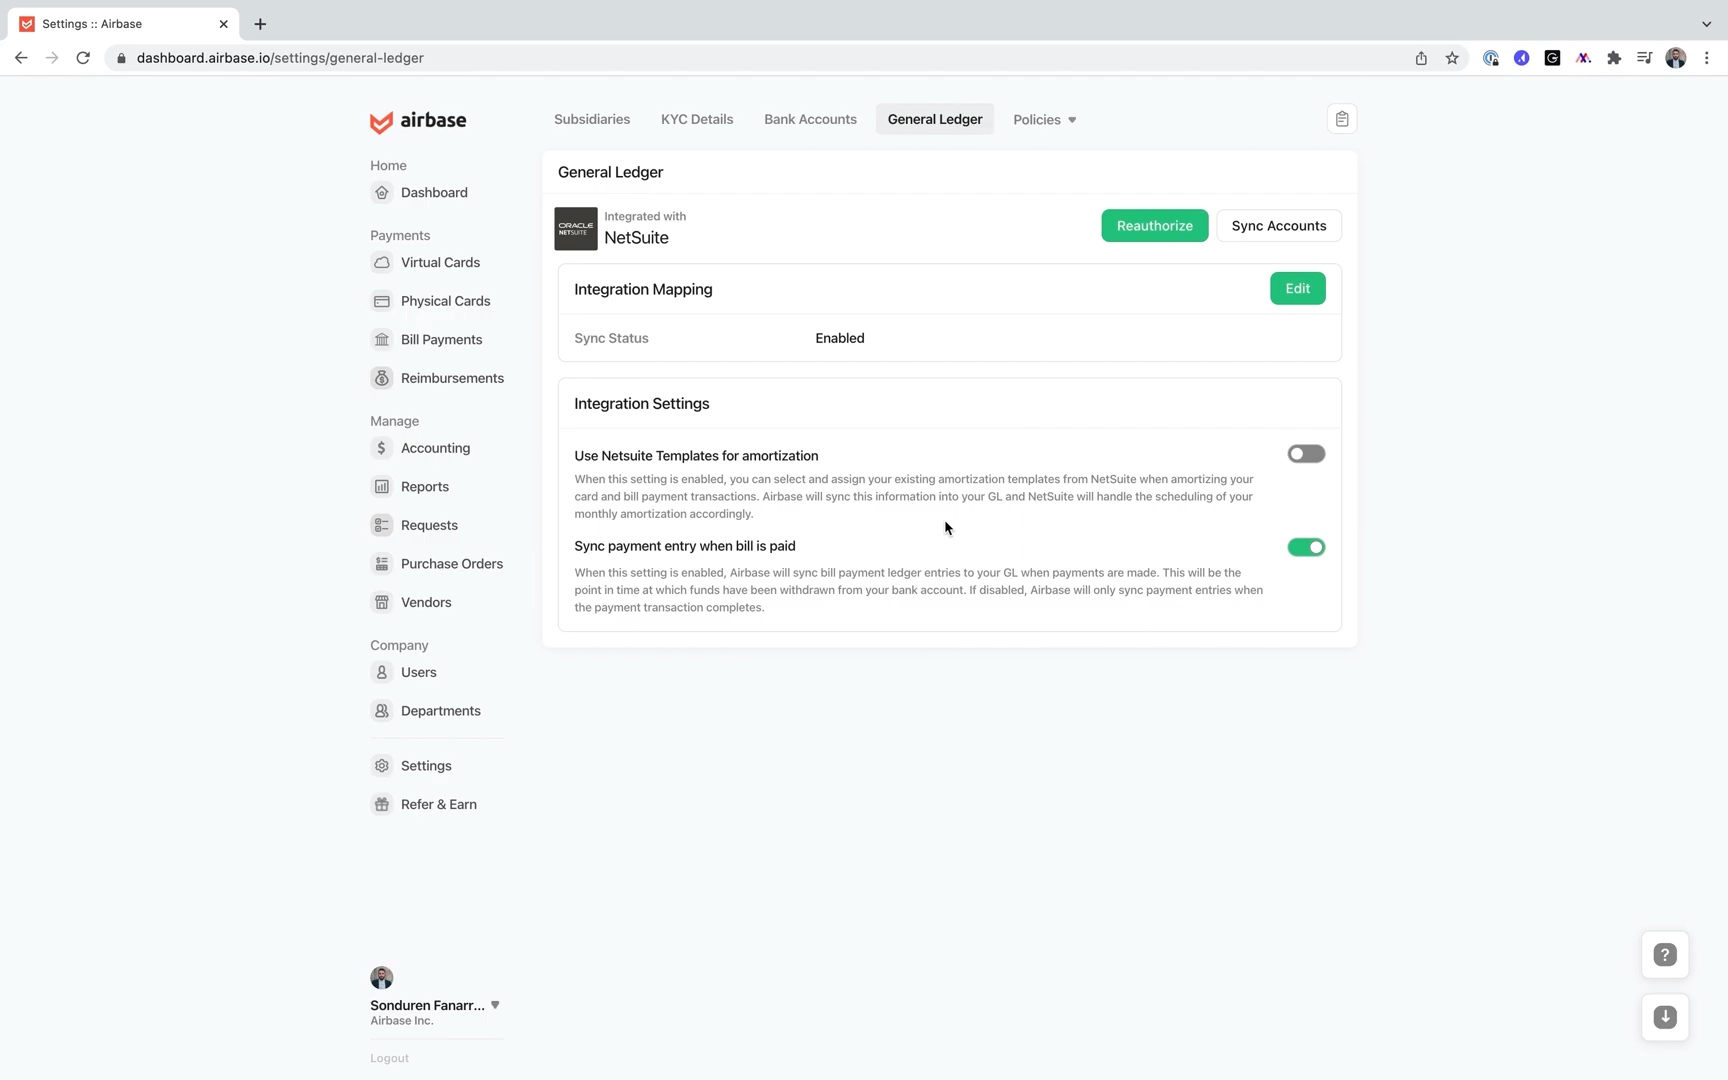 Settings :: Airbase
dashboard.airbase.io/settings/general-ledger
airbase
Subsidiaries
KYC Details
Bank Accounts
General Ledger
Policies
Home
Dashboard
Payments
Virtual Cards
Physical Cards
Bill Payments
Reimbursements
Manage
Accounting
Reports
Requests
Purchase Orders
Vendors
Company
Users
Departments
Settings
Refer & Earn
Sonduren Fanarr...
Airbase Inc.
Logout
General Ledger
ORACLE
NETSUITE
Integrated with
NetSuite
Reauthorize
Sync Accounts
Integration Mapping
Edit
Sync Status
Enabled
Integration Settings
Use Netsuite Templates for amortization
When this setting is enabled, you can select and assign your existing amortization templates from NetSuite when amortizing your
card and bill payment transactions. Airbase will sync this information into your GL and NetSuite will handle the scheduling of your
monthly amortization accordingly.
Sync payment entry when bill is paid
When this setting is enabled, Airbase will sync bill payment ledger entries to your GL when payments are made. This will be the
point in time at which funds have been withdrawn from your bank account. If disabled, Airbase will only sync payment entries when
the payment transaction completes.
?